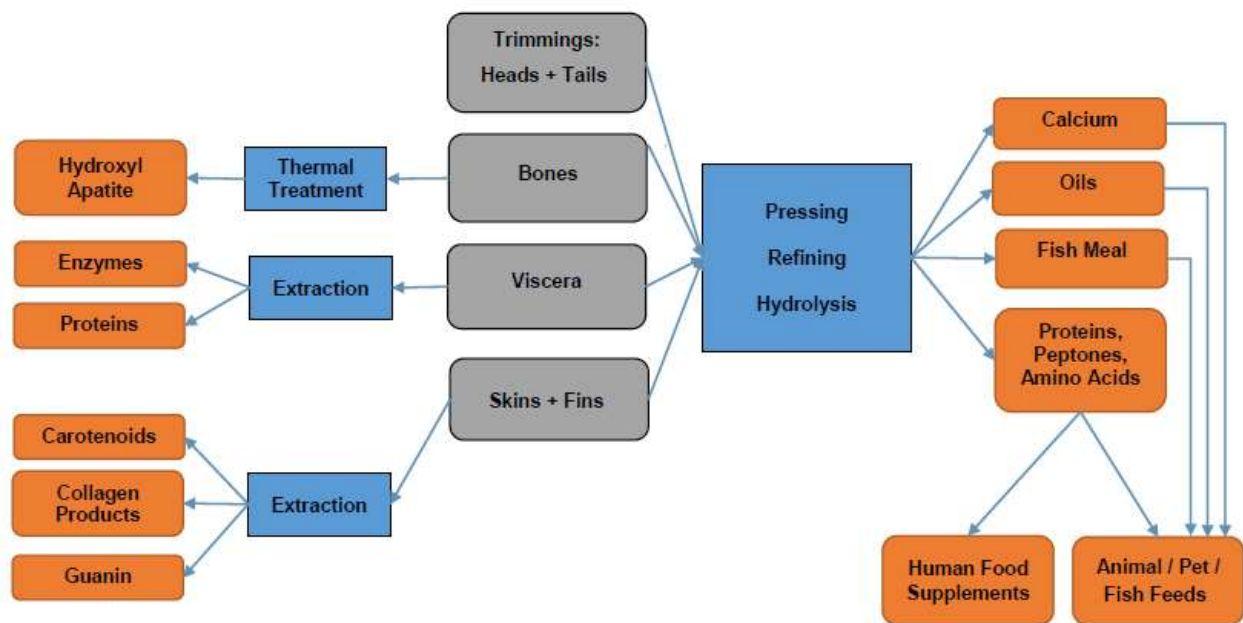 Trimmings:
Heads + Tails
Bones
Viscera
Skins + Fins
Thermal
Treatment
Hydroxyl
Apatite
Extraction
Enzymes
Proteins
Extraction
Carotenoids
Collagen
Products
Guanin
Pressing
Refining
Hydrolysis
Calcium
Oils
Fish Meal
Proteins,
Peptones,
Amino Acids
Human Food
Supplements
Animal / Pet /
Fish Feeds